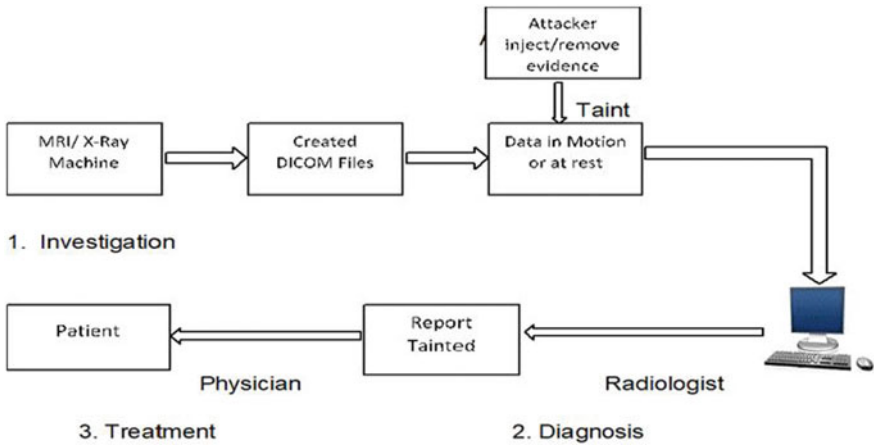 Attacker
inject/remove
evidence
Taint
MRI/ X-Ray
Machine
Created
DICOM Files
Data in Motion
or at rest
1. Investigation
Patient
Report
Tainted
Physician
Radiologist
3. Treatment
2. Diagnosis